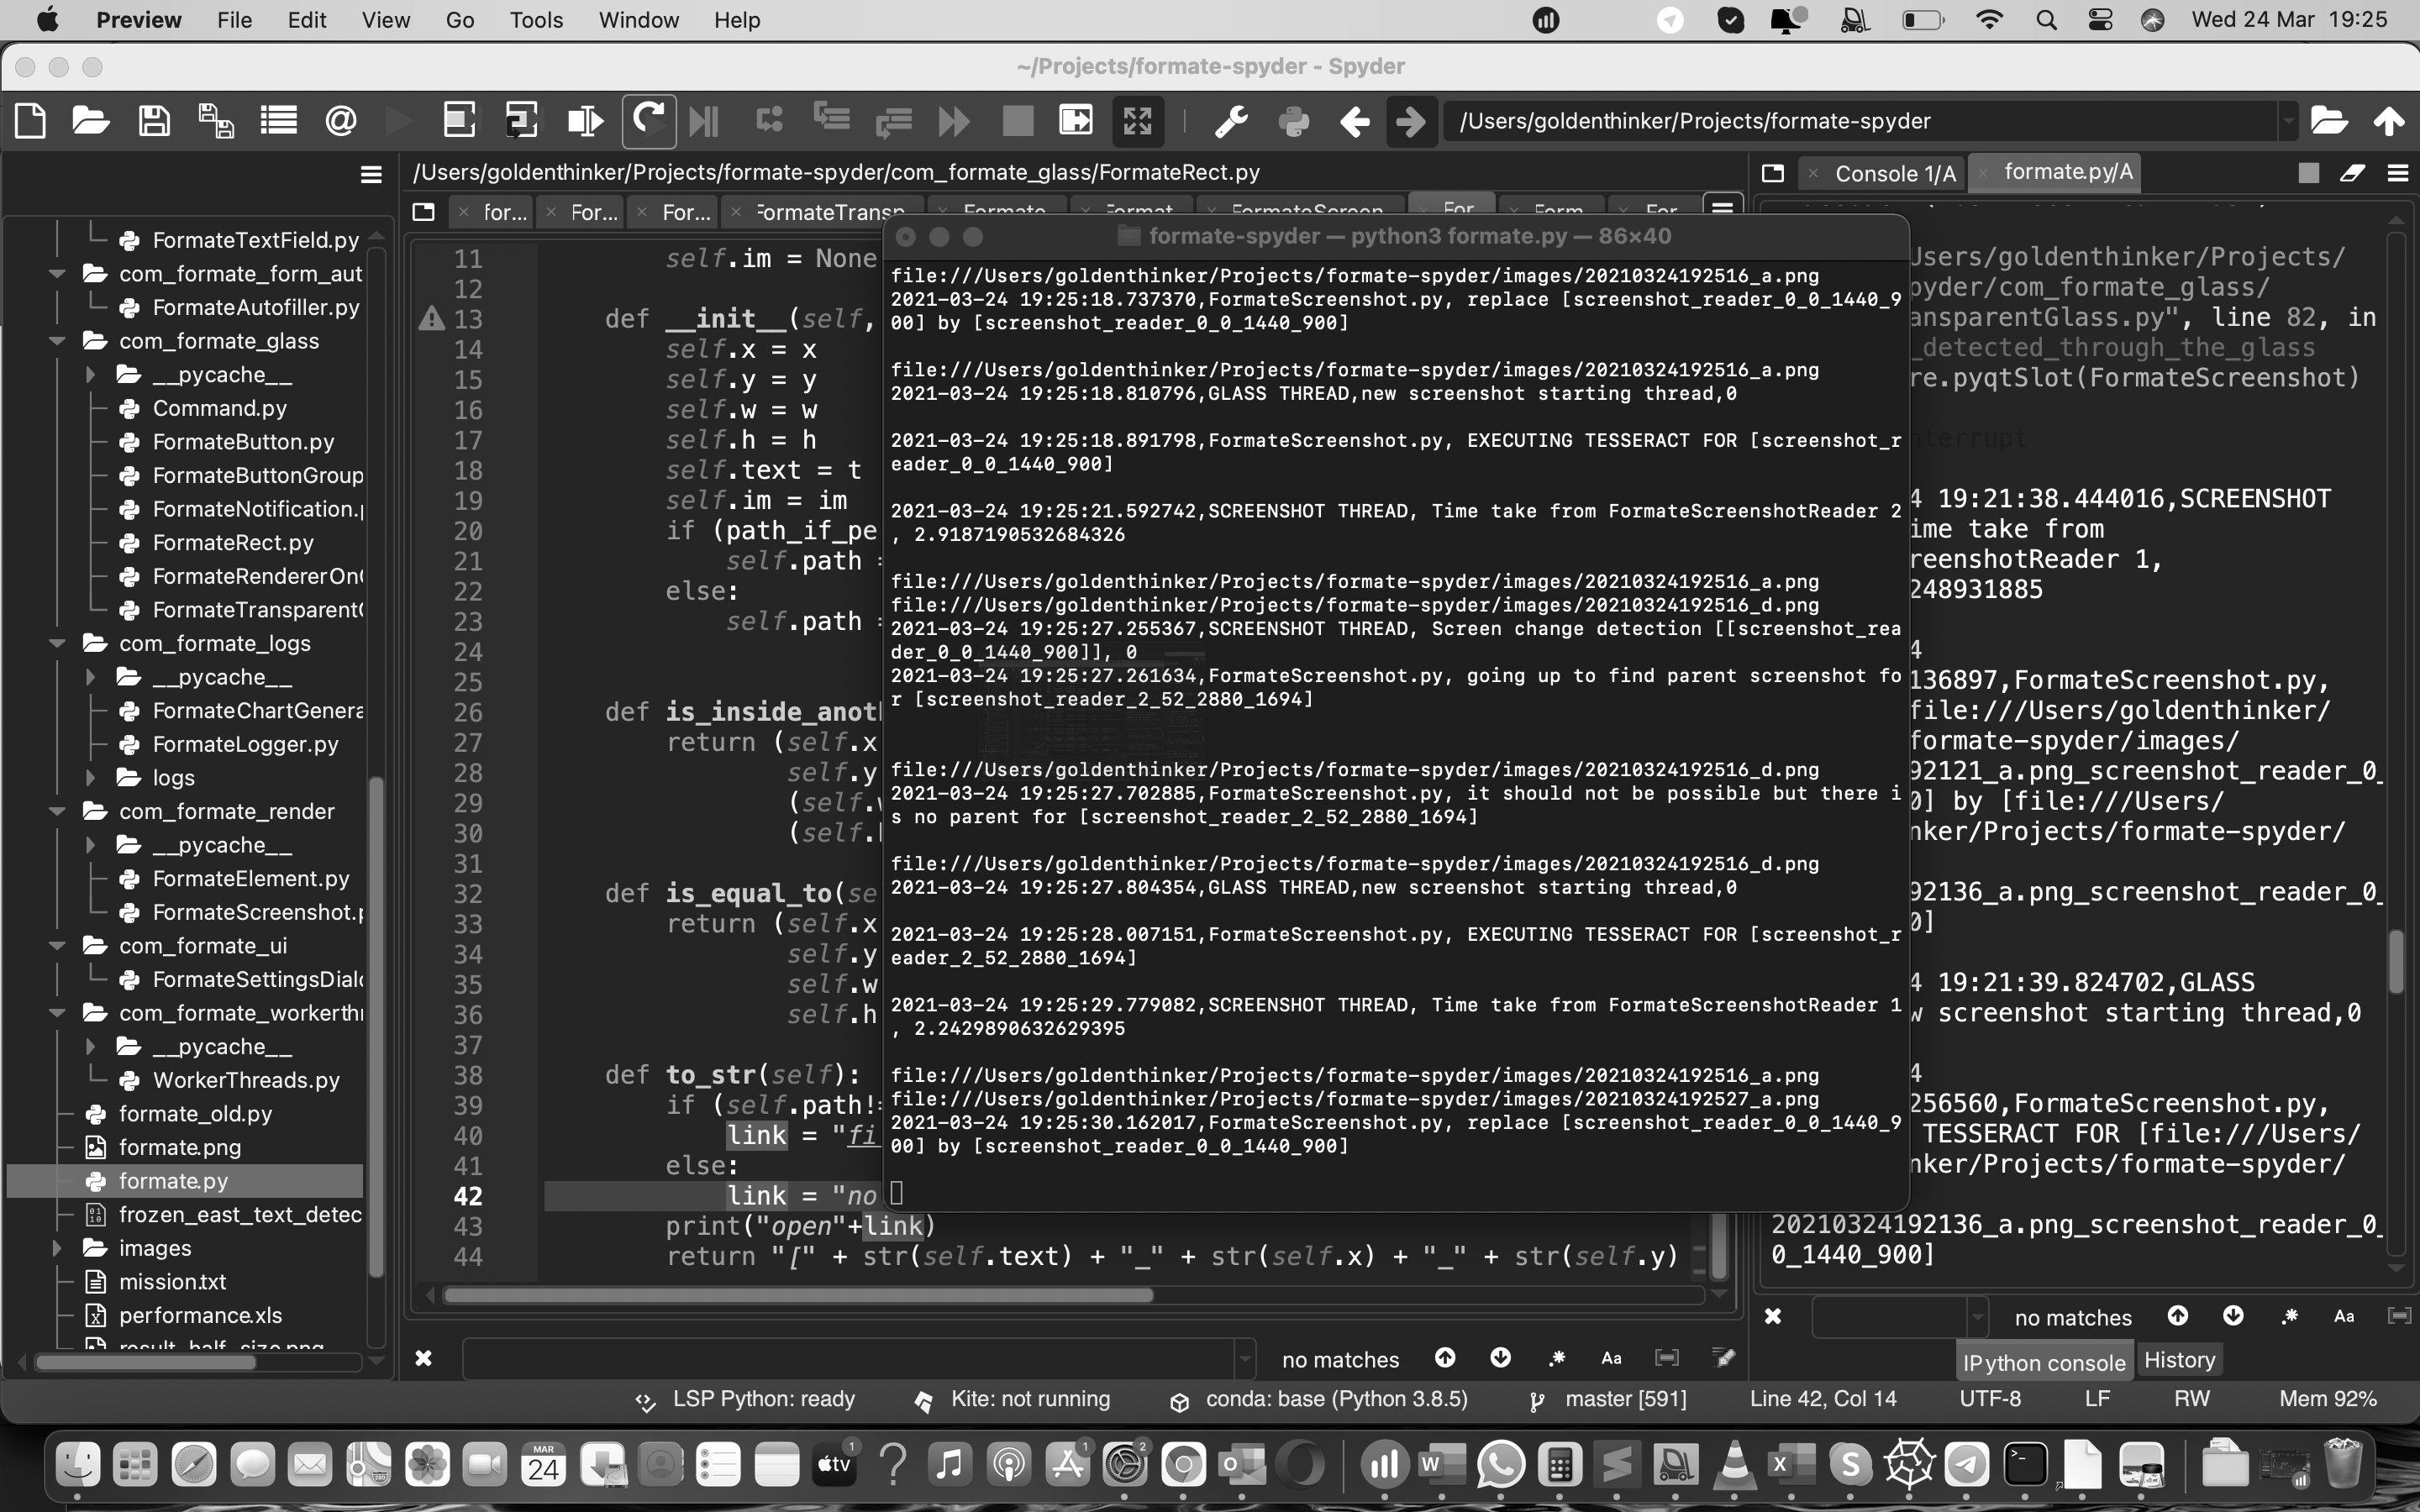 Preview File Edit View Go Tools Window Help Wed 24 Mar 19:25
~/Projects/formate-spyder - Spyder
/Users/goldenthinker/Projects/formate-spyder
/Users/goldenthinker/Projects/formate-spyder/com_formate_glass/FormateRect.py
Console 1/A formate.py/A
for... For... For...
FormateTextField.py
com_formate_form_aut
FormateAutofiller.py
com_formate_glass
__pycache__
Command.py
FormateButton.py
FormateButtonGroup
FormateNotification.
FormateRect.py
FormateRendererOn
FormateTransparent
com_formate_logs
__pycache__
FormateChartGenera
FormateLogger.py
logs
com_formate_render
__pycache__
FormateElement.py
FormateScreenshot.
com_formate_ui
FormateSettingsDial
com_formate_workerth
__pycache__
WorkerThreads.py
formate_old.py
formate.png
formate.py
frozen_east_text_detec
images
mission.txt
performance.xls
result_half_size.png
11 self.im = None
12
13 def __init__(self,
14 self.x = x
15 self.y = y
16 self.w = w
17 self.h = h
18 self.text = t
19 self.im = im
20 if (path_if_pe
21 self.path =
22 else:
23 self.path =
24
25
26 def is_inside_anot
27 return (self.x
28 self.y
29 (self.
30 (self.
31
32 def is_equal_to(se
33 return (self.x
34 self.y
35 self.w
36 self.h
37
38 def to_str(self):
39 if (self.path!=
40 link = "fi
41 else:
42 link = "no
43 print("open"+link)
44 return "[" + str(self.text) + "_" + str(self.x) + "_" + str(self.y)
formate-spyder — python3 formate.py — 86×40
file:///Users/goldenthinker/Projects/formate-spyder/images/20210324192516_a.png
2021-03-24 19:25:18.737370,FormateScreenshot.py, replace [screenshot_reader_0_0_1440_9
00] by [screenshot_reader_0_0_1440_900]
file:///Users/goldenthinker/Projects/formate-spyder/images/20210324192516_a.png
2021-03-24 19:25:18.810796,GLASS THREAD,new screenshot starting thread,0
2021-03-24 19:25:18.891798,FormateScreenshot.py, EXECUTING TESSERACT FOR [screenshot_r
eader_0_0_1440_900]
2021-03-24 19:25:21.592742,SCREENSHOT THREAD, Time take from FormateScreenshotReader 2
, 2.9187190532684326
file:///Users/goldenthinker/Projects/formate-spyder/images/20210324192516_a.png
file:///Users/goldenthinker/Projects/formate-spyder/images/20210324192516_d.png
2021-03-24 19:25:27.255367,SCREENSHOT THREAD, Screen change detection [[screenshot_rea
der_0_0_1440_900]], 0
2021-03-24 19:25:27.261634,FormateScreenshot.py, going up to find parent screenshot fo
r [screenshot_reader_2_52_2880_1694]
file:///Users/goldenthinker/Projects/formate-spyder/images/20210324192516_d.png
2021-03-24 19:25:27.702885,FormateScreenshot.py, it should not be possible but there i
s no parent for [screenshot_reader_2_52_2880_1694]
file:///Users/goldenthinker/Projects/formate-spyder/images/20210324192516_d.png
2021-03-24 19:25:27.804354,GLASS THREAD,new screenshot starting thread,0
2021-03-24 19:25:28.007151,FormateScreenshot.py, EXECUTING TESSERACT FOR [screenshot_r
eader_2_52_2880_1694]
2021-03-24 19:25:29.779082,SCREENSHOT THREAD, Time take from FormateScreenshotReader 1
, 2.2429890632629395
file:///Users/goldenthinker/Projects/formate-spyder/images/20210324192516_a.png
file:///Users/goldenthinker/Projects/formate-spyder/images/20210324192527_a.png
2021-03-24 19:25:30.162017,FormateScreenshot.py, replace [screenshot_reader_0_0_1440_9
00] by [screenshot_reader_0_0_1440_900]
Jsers/goldenthinker/Projects/
pyder/com_formate_glass/
ansparentGlass.py", line 82, in
_detected_through_the_glass
re.pyqtSlot(FormateScreenshot)
nterrupt
4 19:21:38.444016,SCREENSHOT
ime take from
reenshotReader 1,
248931885
4
136897,FormateScreenshot.py,
file:///Users/goldenthinker/
formate-spyder/images/
92121_a.png_screenshot_reader_0_
0] by [file:///Users/
nker/Projects/formate-spyder/
92136_a.png_screenshot_reader_0_
0]
4 19:21:39.824702,GLASS
w screenshot starting thread,0
4
256560,FormateScreenshot.py,
TESSERACT FOR [file:///Users/
nker/Projects/formate-spyder/
20210324192136_a.png_screenshot_reader_0_
0_1440_900]
no matches Aa
no matches Aa
IPython console History
LSP Python: ready Kite: not running conda: base (Python 3.8.5) master [591] Line 42, Col 14 UTF-8 LF RW Mem 92%
MAR
24
tv 1
1
2